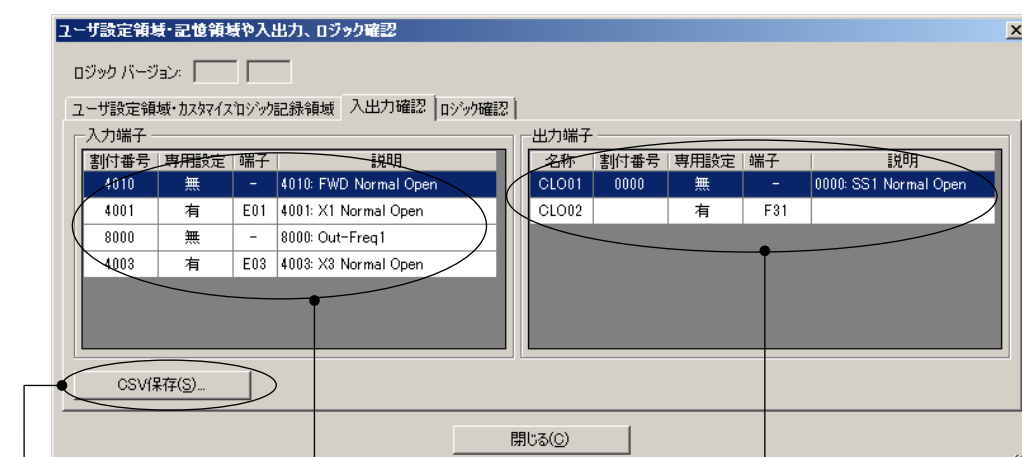 ユーザ設定領域・記憶領域や入出力、ロジック確認
ロジック バージョン:
ユーザ設定領域・カスタマイズロジック記録領域 入出力確認 ロジック確認
入力端子
割付番号 専用設定 端子 説明
4010 無 - 4010: FWD Normal Open
4001 有 E01 4001: X1 Normal Open
8000 無 - 8000: Out-Freq1
4003 有 E03 4003: X3 Normal Open
出力端子
名称 割付番号 専用設定 端子 説明
CLO01 0000 無 - 0000: SS1 Normal Open
CLO02 有 F31
CSV保存(S)...
閉じる(C)